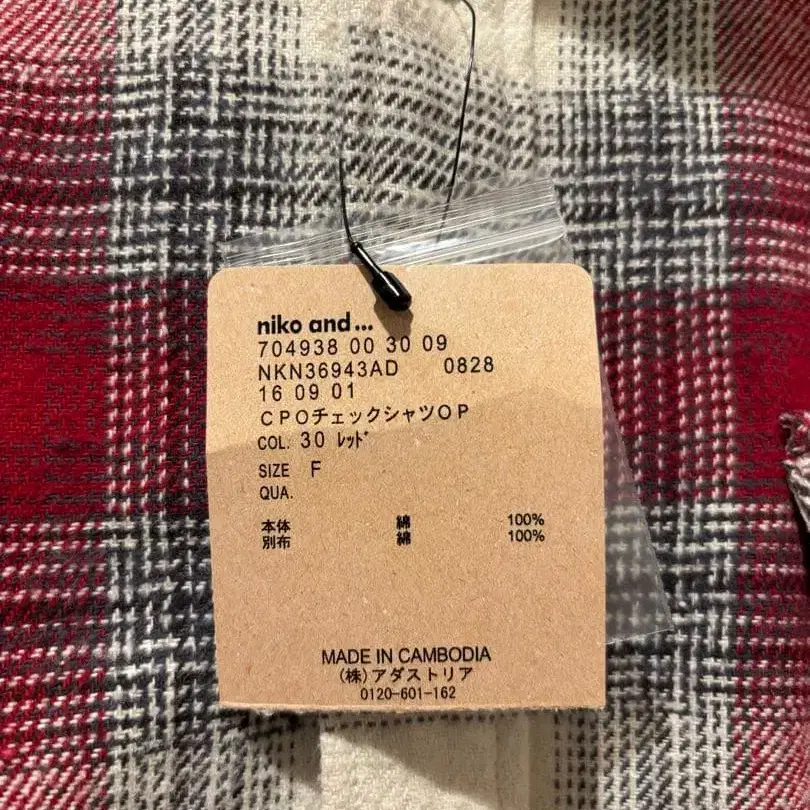 niko and ...
704938 00 30 09
NKN36943AD 0828
16 09 01
CPOチェックシャツOP
COL. 30 ﾚｯﾄﾞ
SIZE F
QUA.
本体 綿 100%
別布 綿 100%
MADE IN CAMBODIA
(株)アダストリア
0120-601-162